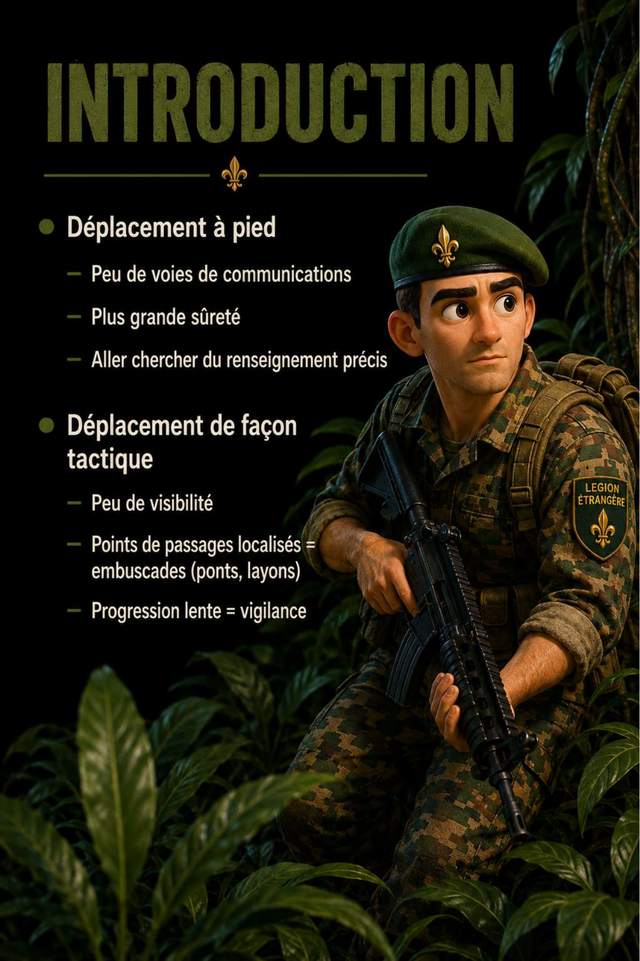 INTRODUCTION
Déplacement à pied
– Peu de voies de communications
– Plus grande sûreté
– Aller chercher du renseignement précis
Déplacement de façon
tactique
– Peu de visibilité
– Points de passages localisés =
embuscades (ponts, layons)
– Progression lente = vigilance
LEGION
ÉTRANGÈRE